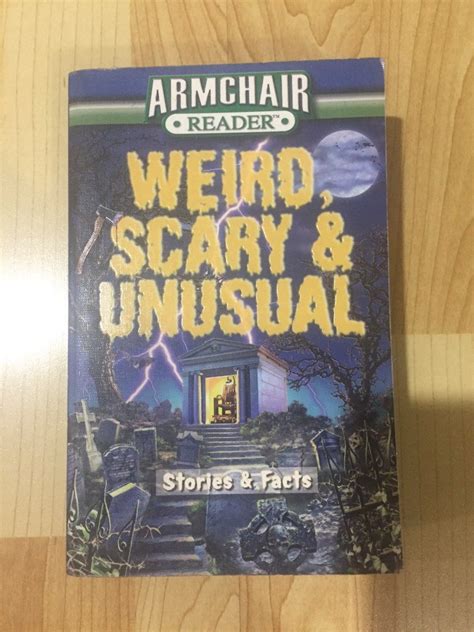 ARMCHAIR
READER™
WEIRD,
SCARY &
UNUSUAL
Stories & Facts